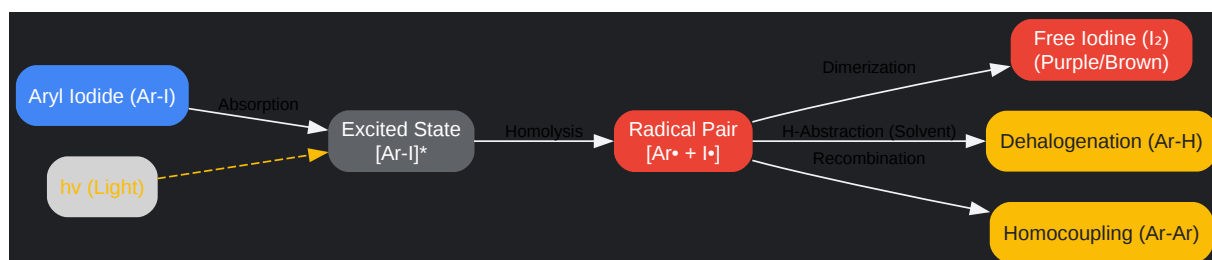 Aryl Iodide (Ar-I)
hv (Light)
Absorption
Excited State
[Ar-I]*
Homolysis
Radical Pair
[Ar• + I•]
Dimerization
H-Abstraction (Solvent)
Recombination
Free Iodine (I₂)
(Purple/Brown)
Dehalogenation (Ar-H)
Homocoupling (Ar-Ar)